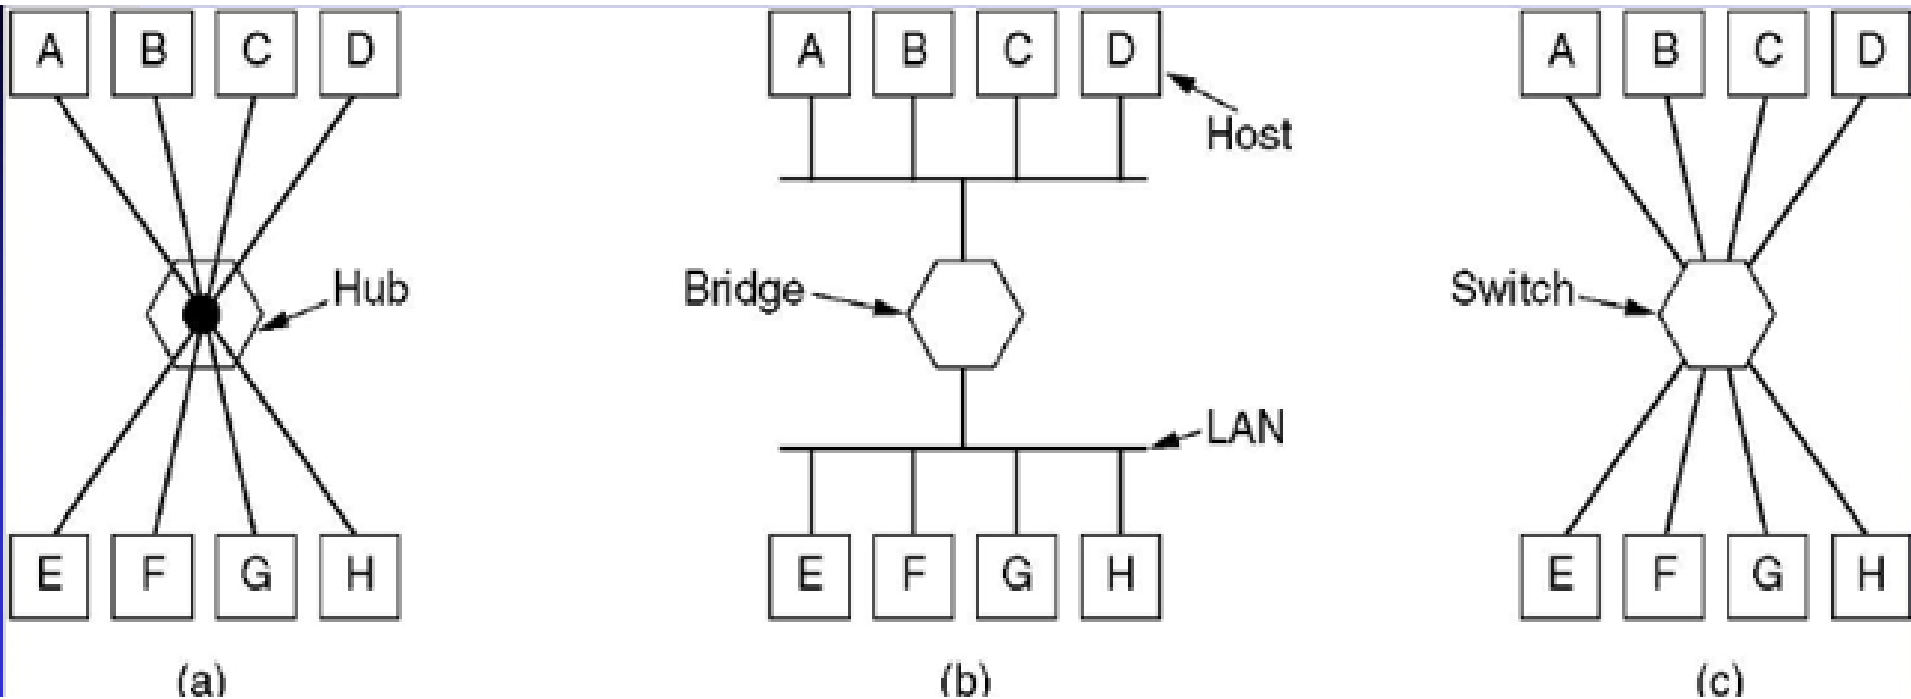 A B C D
A B C D
A B C D
Host
Hub
Bridge
Switch
LAN
E F G H
E F G H
E F G H
(a)
(b)
(c)